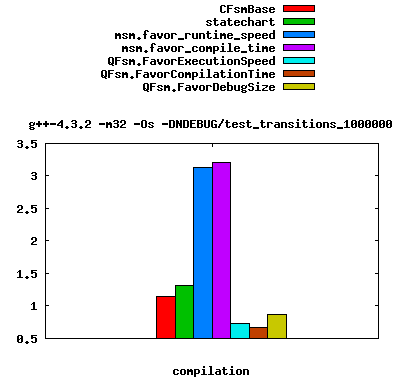 CFsmBase
statechart
msm.favor_runtime_speed
msm.favor_compile_time
QFsm.FavorExecutionSpeed
QFsm.FavorCompilationTime
QFsm.FavorDebugSize
g++-4.3.2 -m32 -Os -DNDEBUG/test_transitions_1000000
3.5
3
2.5
2
1.5
1
0.5
compilation